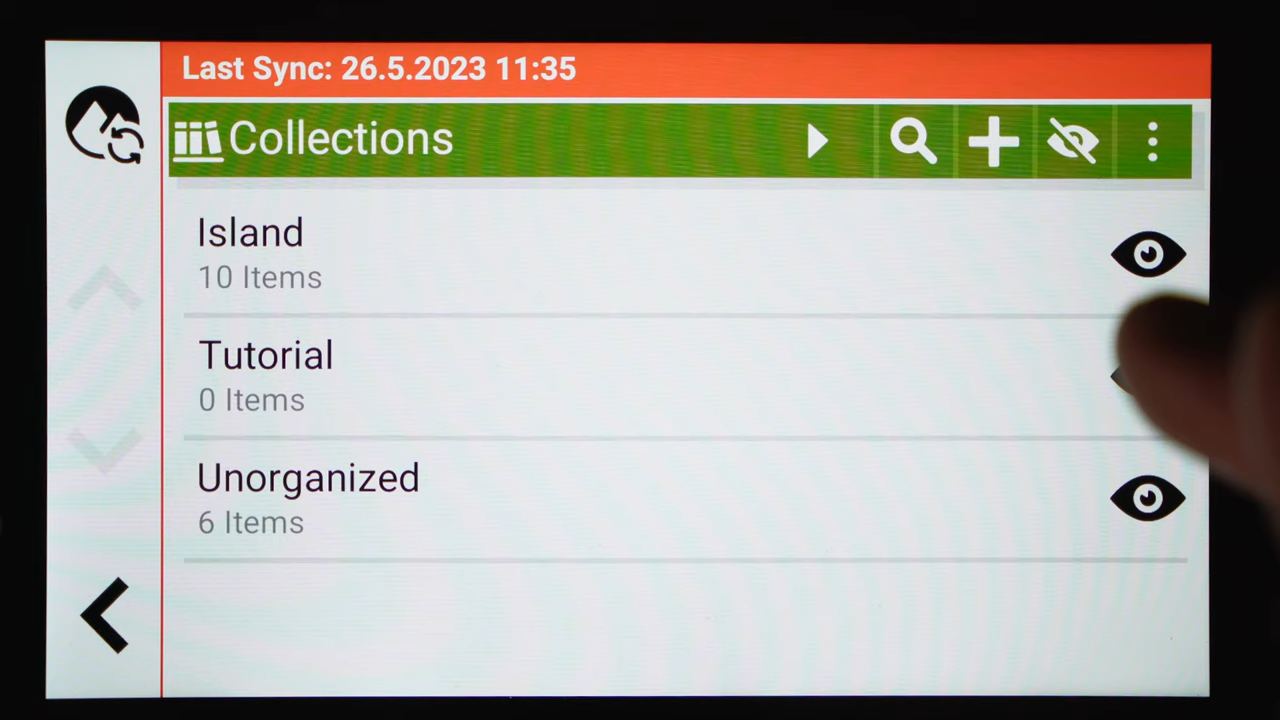 Last Sync: 26.5.2023 11:35
Collections
Island
10 Items
Tutorial
0 Items
Unorganized
6 Items